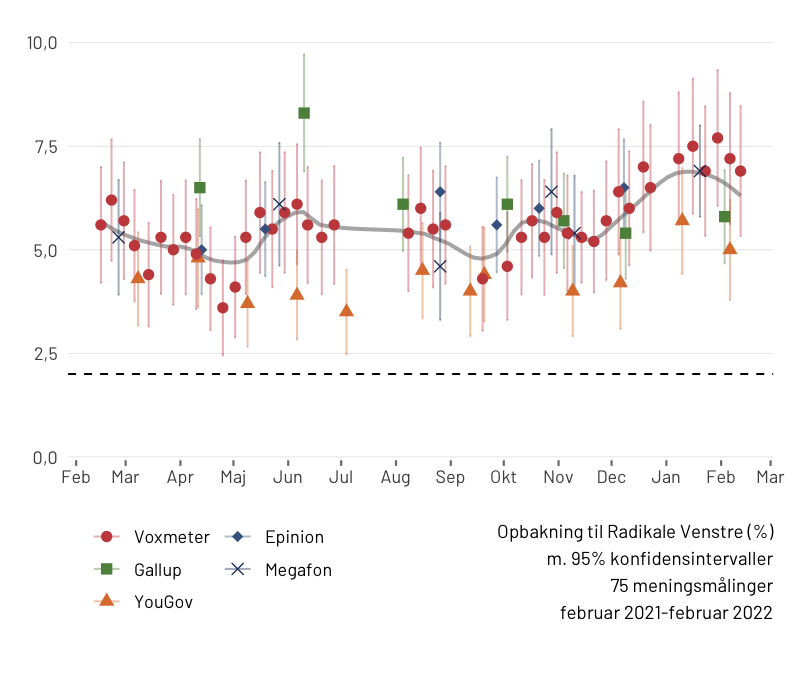 10,0
7,5
5,0
2,5
0,0
Feb Mar Apr Maj Jun Jul Aug Sep Okt Nov Dec Jan Feb Mar
Voxmeter Epinion
Gallup Megafon
YouGov
Opbakning til Radikale Venstre (%)
m. 95% konfidensintervaller
75 meningsmålinger
februar 2021-februar 2022